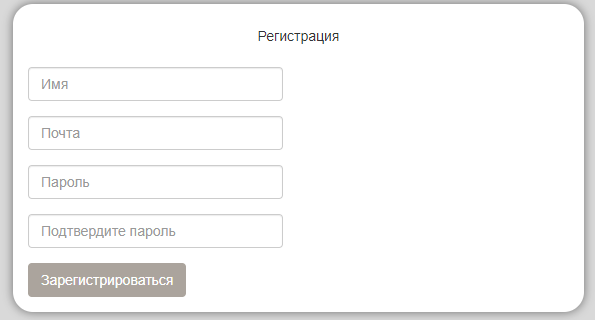 Регистрация
Имя
Почта
Пароль
Подтвердите пароль
Зарегистрироваться